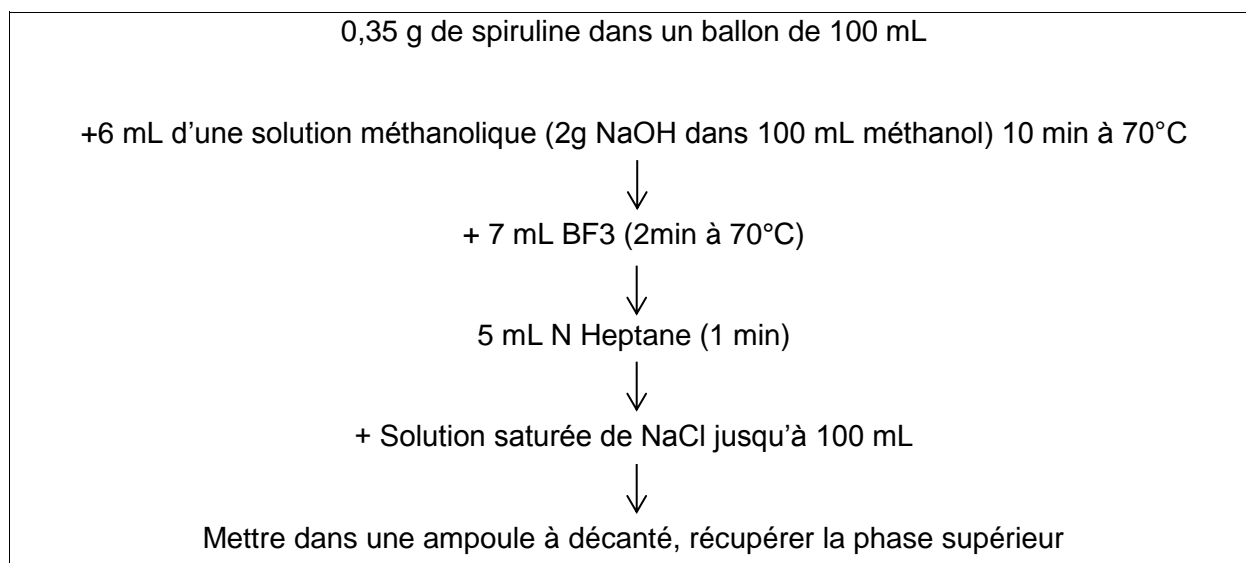 0,35 g de spiruline dans un ballon de 100 mL
+6 mL d’une solution méthanolique (2g NaOH dans 100 mL méthanol) 10 min à 70°C
+ 7 mL BF3 (2min à 70°C)
5 mL N Heptane (1 min)
+ Solution saturée de NaCl jusqu’à 100 mL
Mettre dans une ampoule à décanté, récupérer la phase supérieur